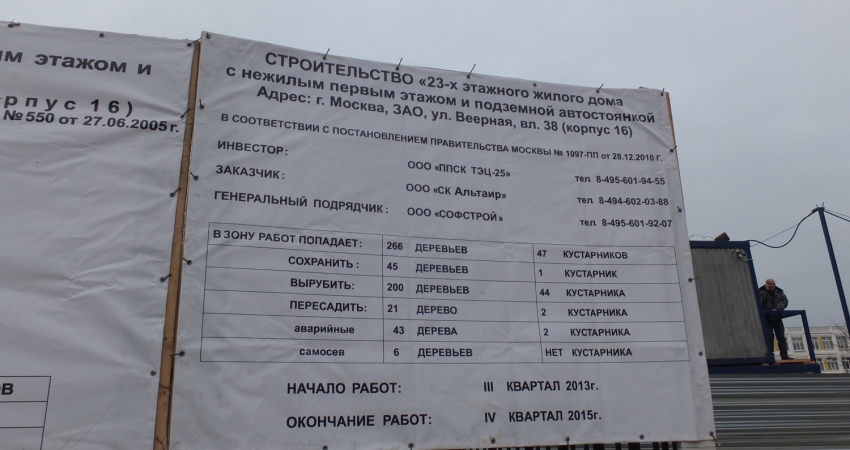 ым этажом и
рпус 16)
№550 от 27.06.2005г.
ОВ
СТРОИТЕЛЬСТВО «23-х этажного жилого дома
с нежилым первым этажом и подземной автостоянкой
Адрес: г. Москва, ЗАО, ул. Веерная, вл. 38 (корпус 16)
В СООТВЕТСТВИИ С ПОСТАНОВЛЕНИЕМ ПРАВИТЕЛЬСТВА МОСКВЫ № 1097-ПП от 28.12.2010 Г.
ИНВЕСТОР: ООО «ППСК ТЭЦ-25» тел 8-495-601-94-55
ЗАКАЗЧИК: ООО «СК Альтаир» тел 8-494-602-03-88
ГЕНЕРАЛЬНЫЙ ПОДРЯДЧИК: ООО «СОФСТРОЙ» тел 8-495-601-92-07
В ЗОНУ РАБОТ ПОПАДАЕТ: 266 ДЕРЕВЬЕВ 47 КУСТАРНИКОВ
СОХРАНИТЬ: 45 ДЕРЕВЬЕВ 1 КУСТАРНИК
ВЫРУБИТЬ: 200 ДЕРЕВЬЕВ 44 КУСТАРНИКА
ПЕРЕСАДИТЬ: 21 ДЕРЕВО 2 КУСТАРНИКА
аварийные 43 ДЕРЕВА 2 КУСТАРНИКА
самосев 6 ДЕРЕВЬЕВ НЕТ КУСТАРНИКА
НАЧАЛО РАБОТ: III КВАРТАЛ 2013г.
ОКОНЧАНИЕ РАБОТ: IV КВАРТАЛ 2015г.